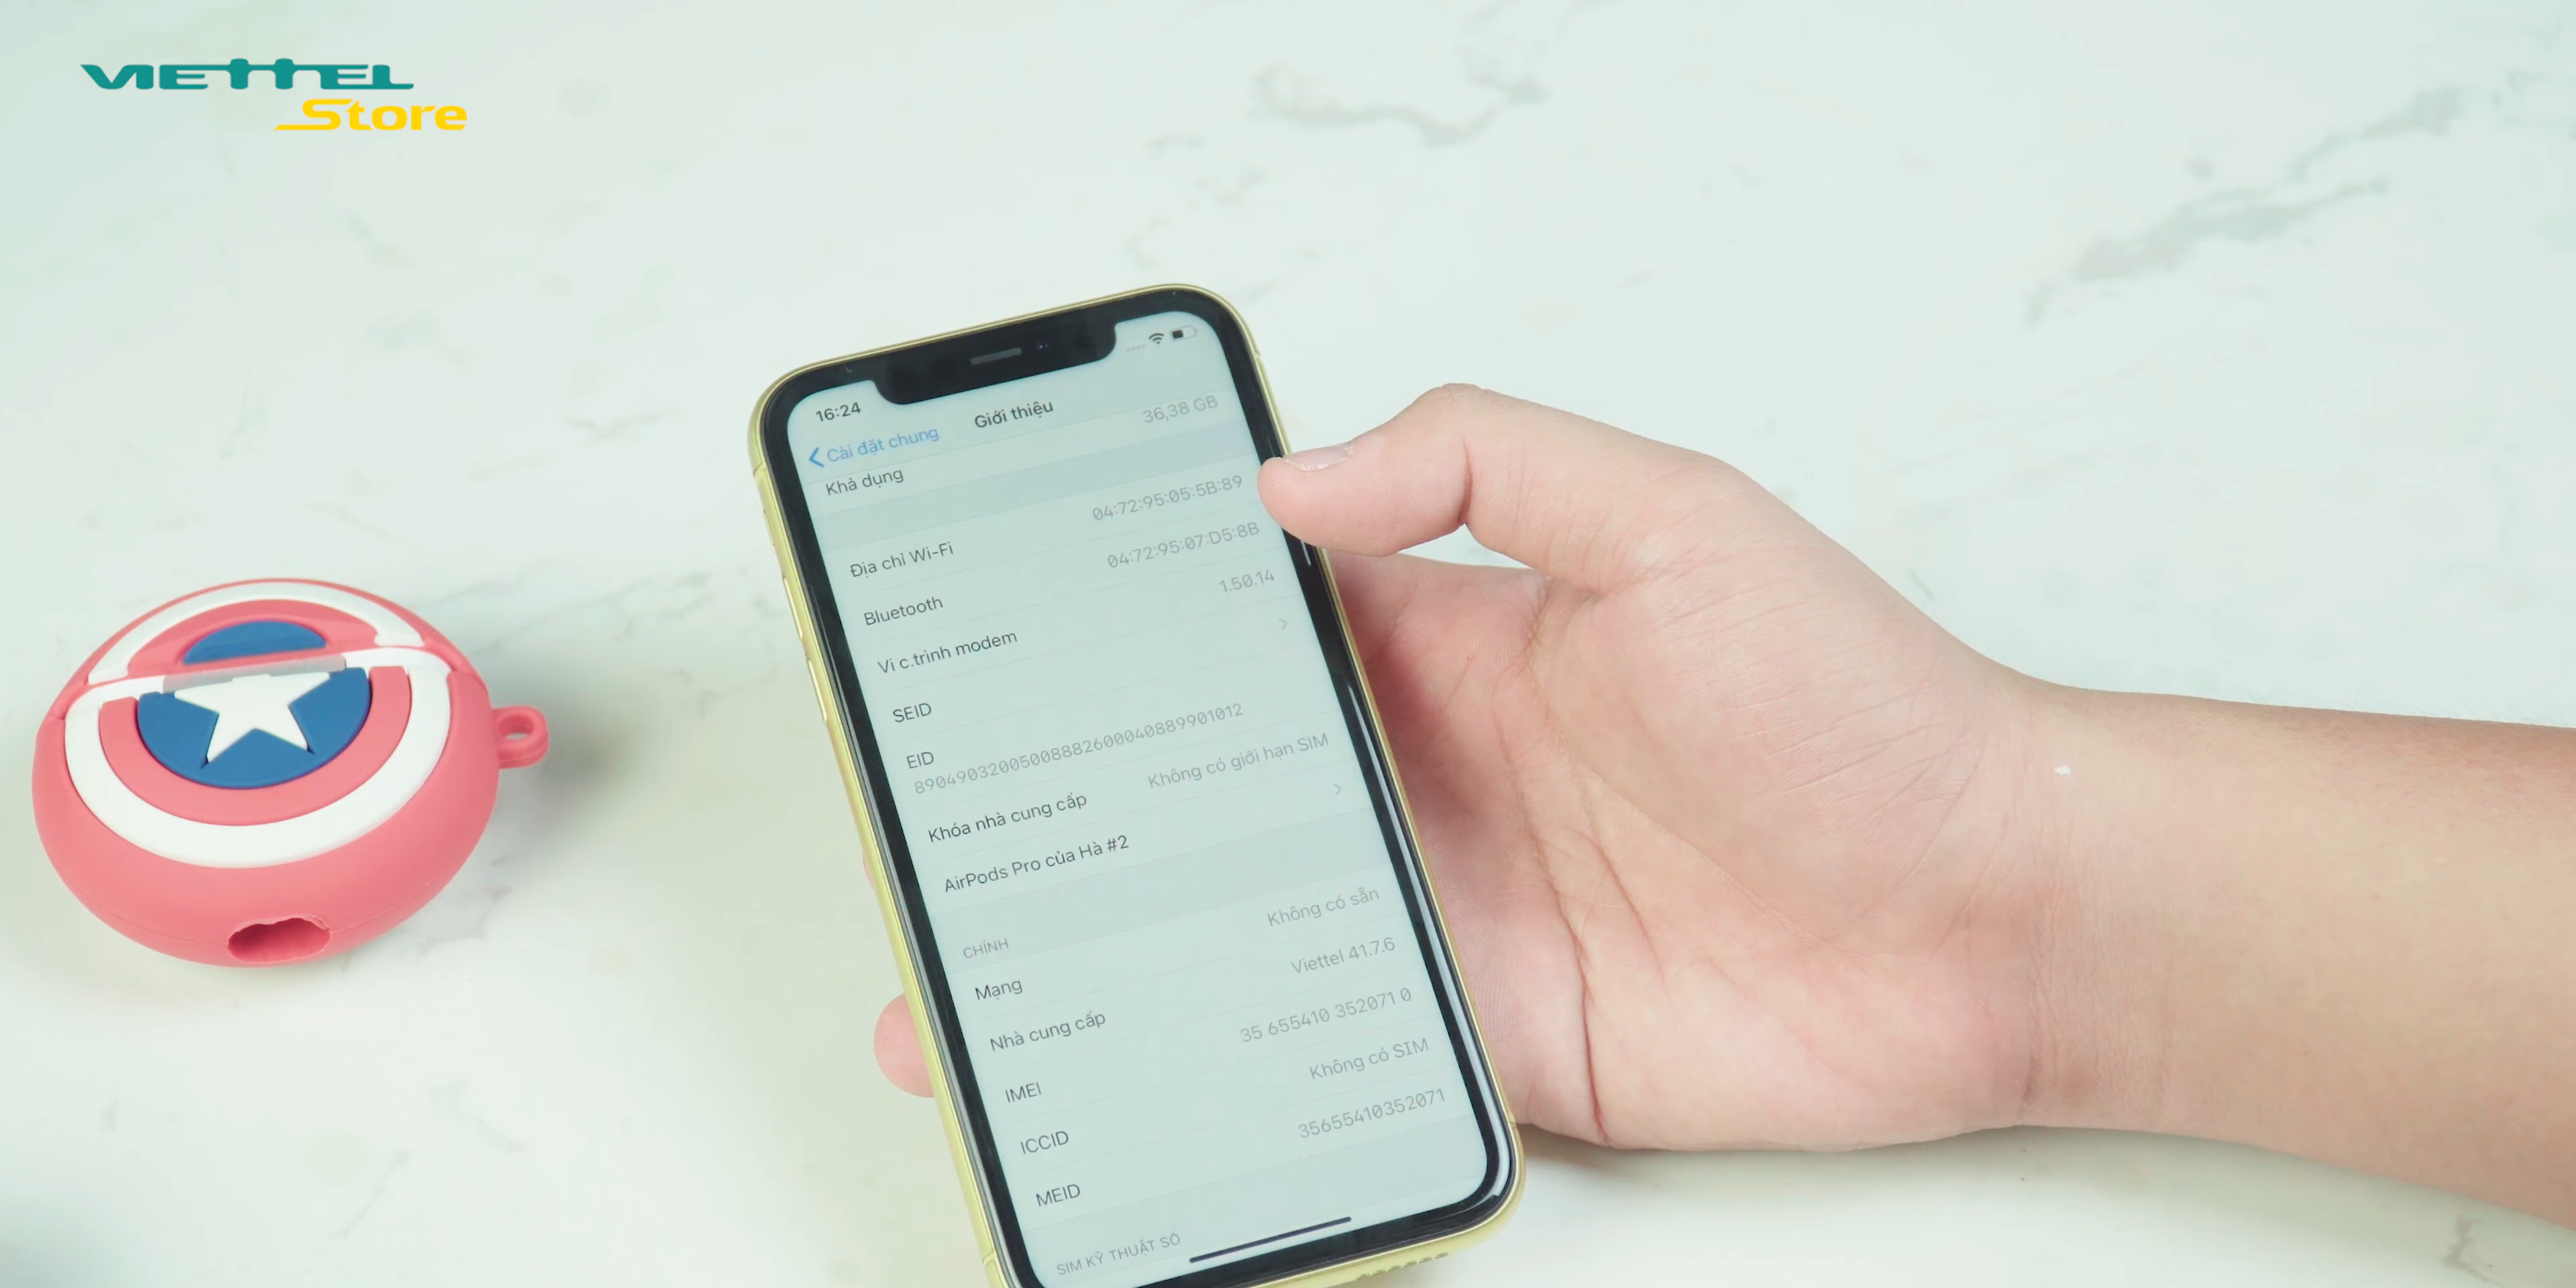 VIETTEL
Store
16:24
Cài đặt chung
Giới thiệu
Khả dụng 36,38 GB
Địa chỉ Wi-Fi 04:72:95:05:5B:89
Bluetooth 04:72:95:07:D5:8B
Vi c.trình modem 1.50.14
SEID
EID
89049032005008882600040889901012
Khóa nhà cung cấp Không có giới hạn SIM
AirPods Pro của Hà #2
CHÍNH
Mạng Không có sẵn
Nhà cung cấp Viettel 41.7.6
IMEI 35 655410 352071 0
ICCID Không có SIM
MEID 35655410352071
SIM KỸ THUẬT SỐ